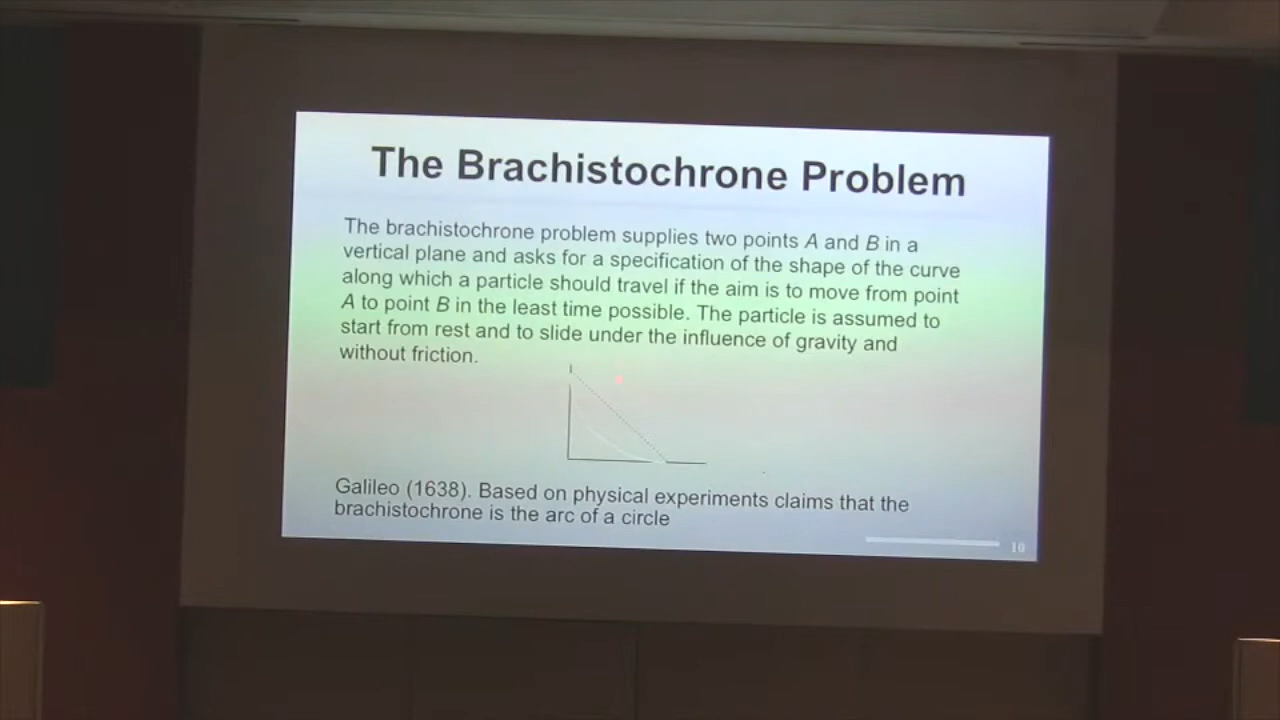 The Brachistochrone Problem
The brachistochrone problem supplies two points A and B in a
vertical plane and asks for a specification of the shape of the curve
along which a particle should travel if the aim is to move from point
A to point B in the least time possible. The particle is assumed to
start from rest and to slide under the influence of gravity and
without friction.
Galileo (1638). Based on physical experiments claims that the
brachistochrone is the arc of a circle
10